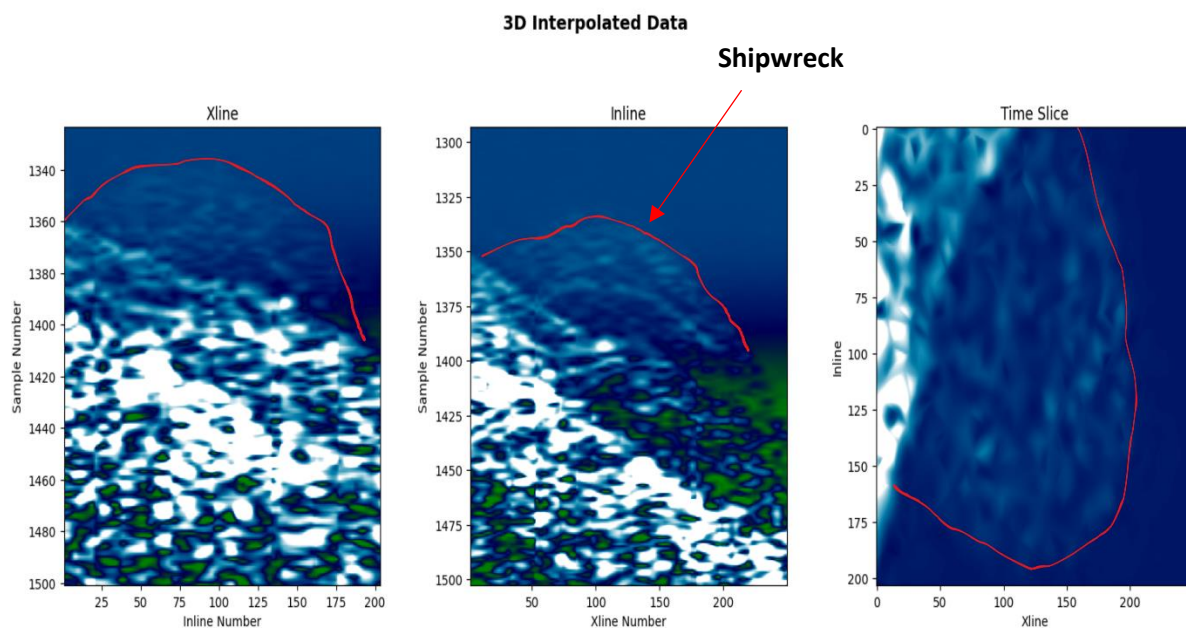 3D Interpolated Data
Shipwreck
Xline
Sample Number
1340
1360
1380
1400
1420
1440
1460
1480
1500
25 50 75 100 125 150 175 200
Inline Number
Inline
Sample Number
1300
1325
1350
1375
1400
1425
1450
1475
1500
50 100 150 200
Xline Number
Time Slice
Inline
0
25
50
75
100
125
150
175
200
0 50 100 150 200
Xline